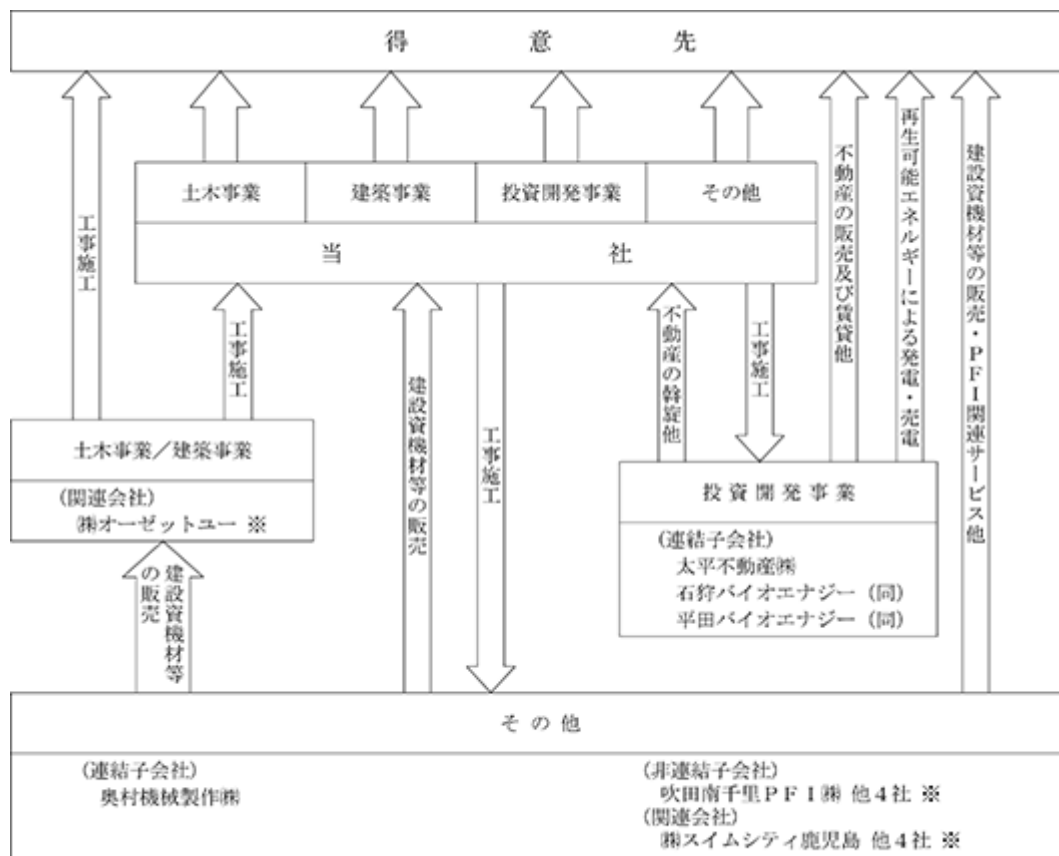 得意先
土木事業
建築事業
投資開発事業
その他
当社
工事施工
工事施工
建設資機材等の販売
工事施工
不動産の斡旋他
工事施工
不動産の販売及び賃貸他
再生可能エネルギーによる発電・売電
建設資機材等の販売・PFI関連サービス他
土木事業／建築事業
(関連会社)
㈱オーゼットユー ※
建設資機材等
の販売
投資開発事業
(連結子会社)
太平不動産㈱
石狩バイオエナジー（同）
平田バイオエナジー（同）
その他
(連結子会社)
奥村機械製作㈱
(非連結子会社)
吹田南千里ＰＦＩ㈱ 他４社 ※
(関連会社)
㈱スイムシティ鹿児島 他４社 ※